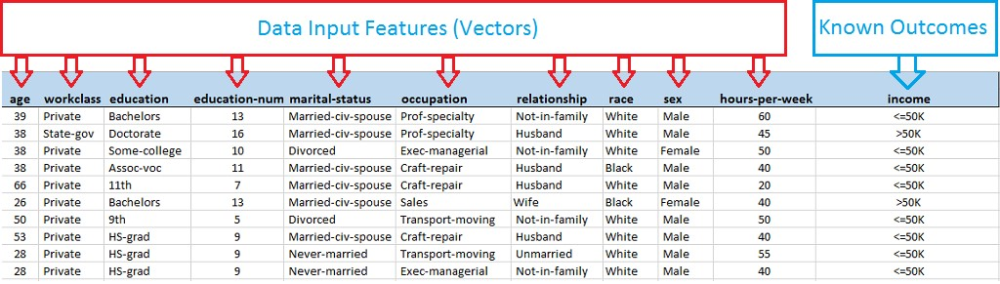 Data Input Features (Vectors) Known Outcomes
age workclass education education-num marital-status occupation relationship race sex hours-per-week income
39 Private Bachelors 13 Married-civ-spouse Prof-specialty Not-in-family White Male 60 <=50K
38 State-gov Doctorate 16 Married-civ-spouse Prof-specialty Husband White Male 45 >50K
38 Private Some-college 10 Divorced Exec-managerial Not-in-family White Female 50 <=50K
38 Private Assoc-voc 11 Married-civ-spouse Craft-repair Husband Black Male 40 <=50K
66 Private 11th 7 Married-civ-spouse Craft-repair Husband White Male 20 <=50K
26 Private Bachelors 13 Married-civ-spouse Sales Wife Black Female 40 >50K
50 Private 9th 5 Divorced Transport-moving Not-in-family White Male 50 <=50K
53 Private HS-grad 9 Married-civ-spouse Craft-repair Husband White Male 40 <=50K
28 Private HS-grad 9 Never-married Transport-moving Unmarried White Male 55 <=50K
28 Private HS-grad 9 Never-married Exec-managerial Not-in-family White Male 40 <=50K